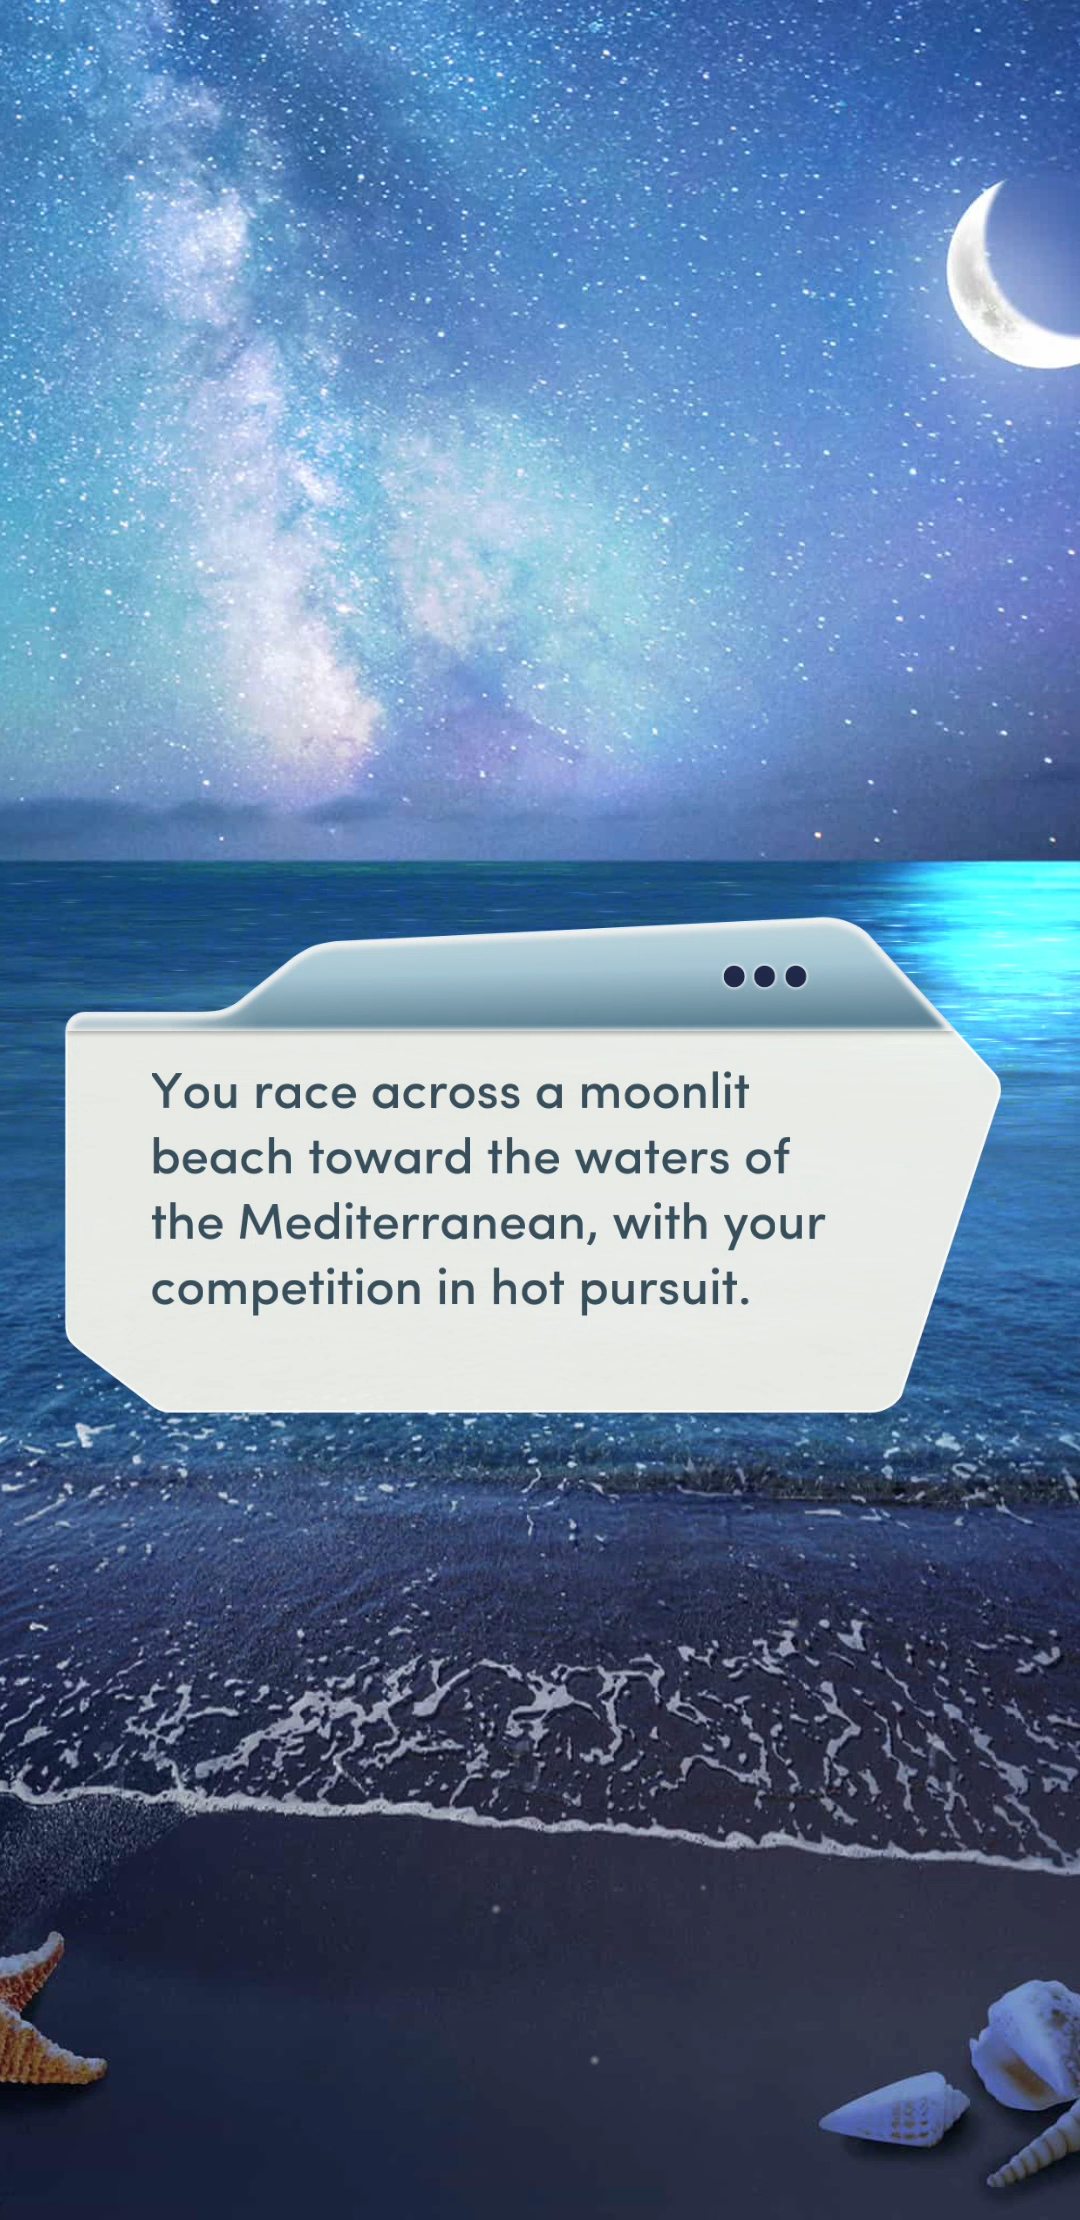 You race across a moonlit
beach toward the waters of
the Mediterranean, with your
competition in hot pursuit.